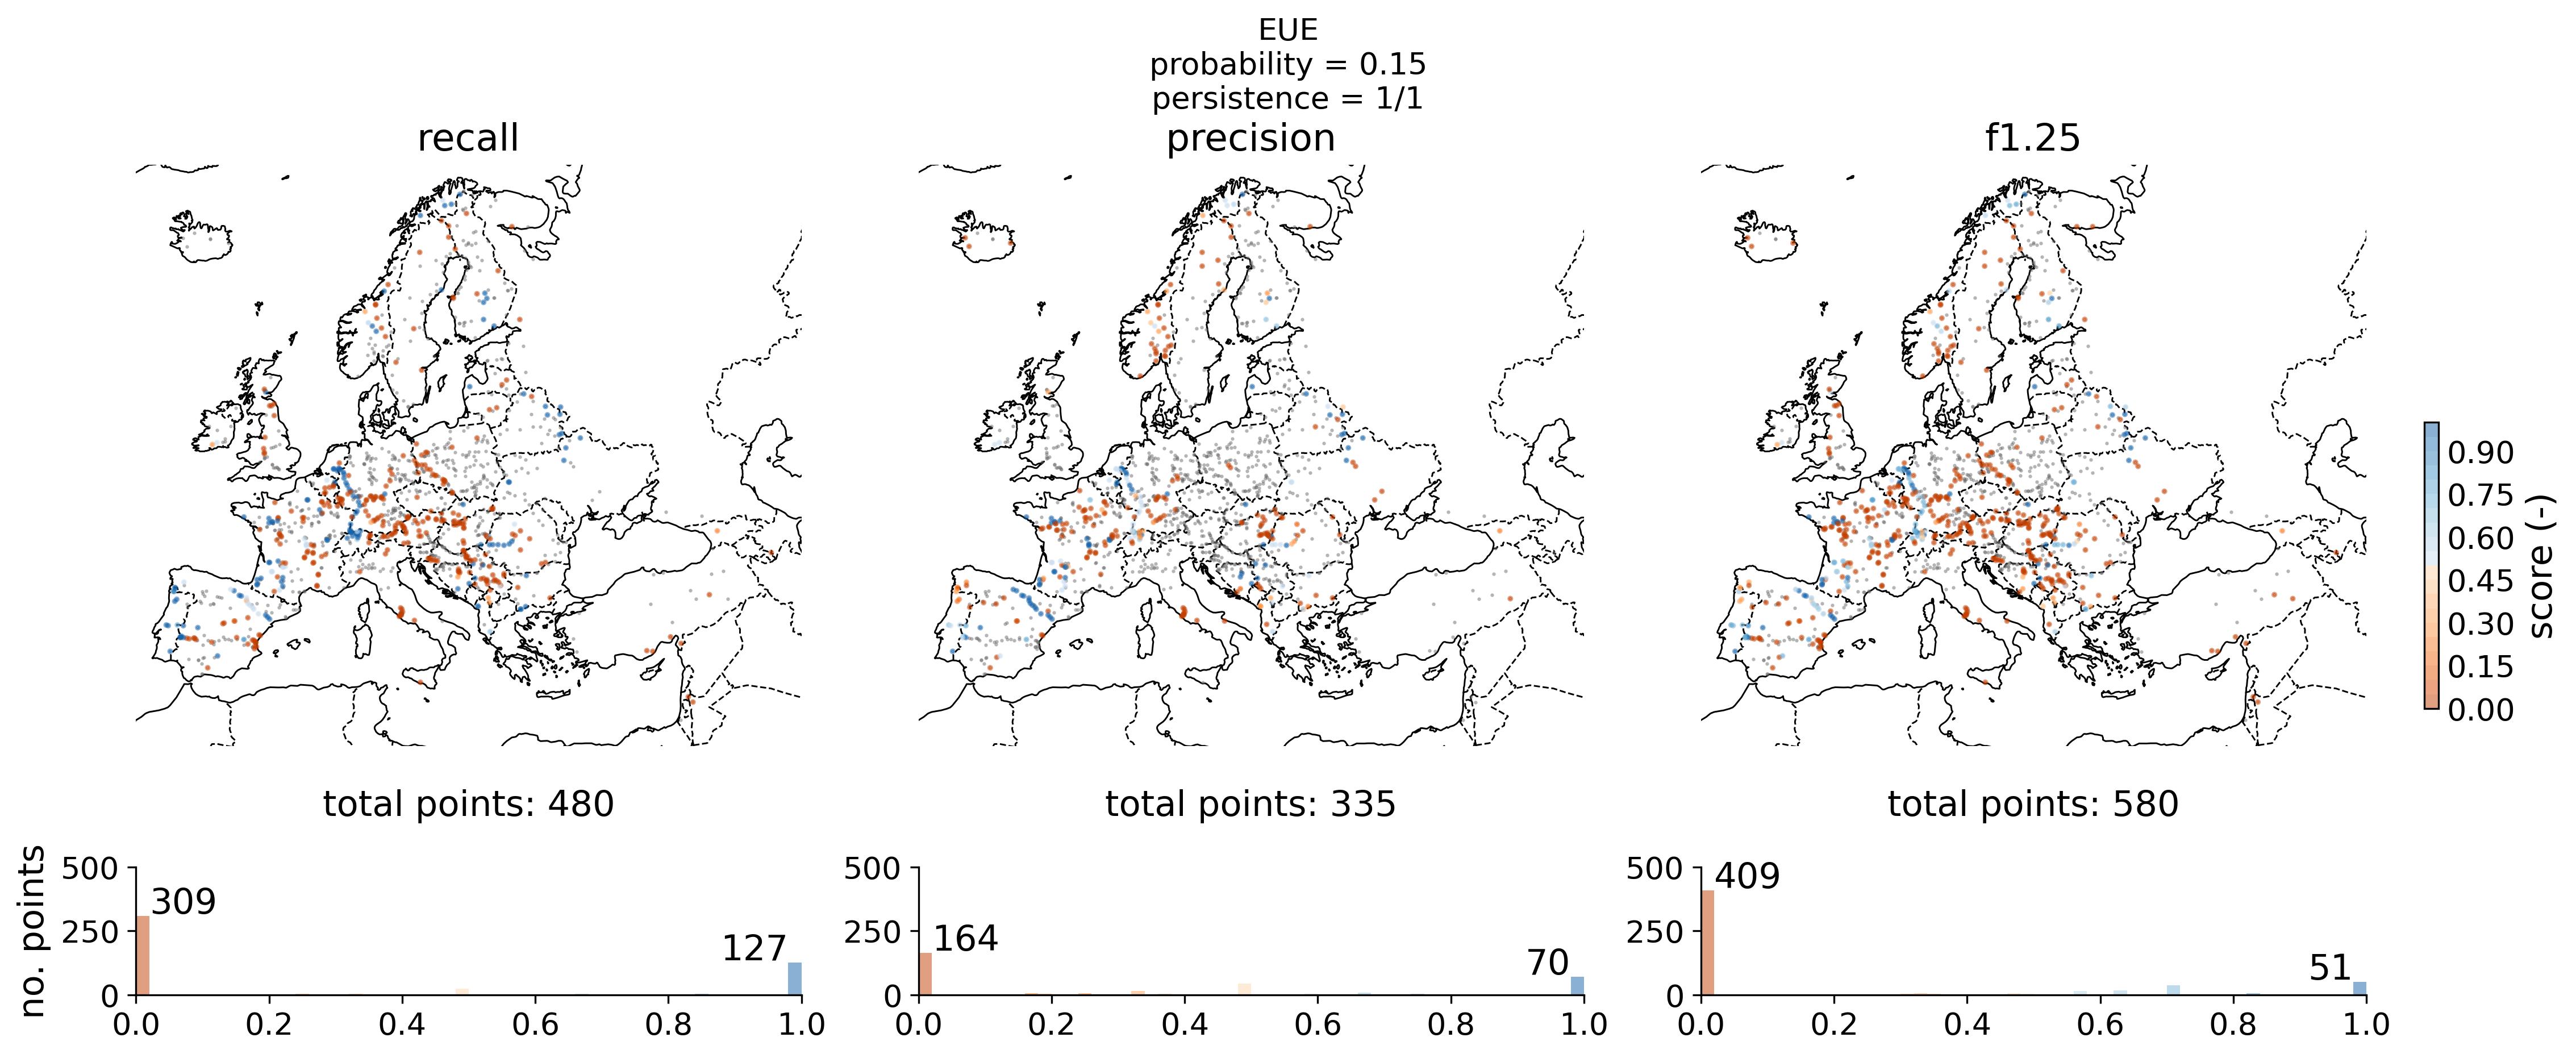 EUE
probability = 0.15
persistence = 1/1
recall
precision
f1.25
0.90
0.75
0.60
0.45
0.30
0.15
0.00
score (-)
total points: 480
total points: 335
total points: 580
no. points
500
250
0
309
127
0.0 0.2 0.4 0.6 0.8 1.0
500
250
0
164
70
0.0 0.2 0.4 0.6 0.8 1.0
500
250
0
409
51
0.0 0.2 0.4 0.6 0.8 1.0